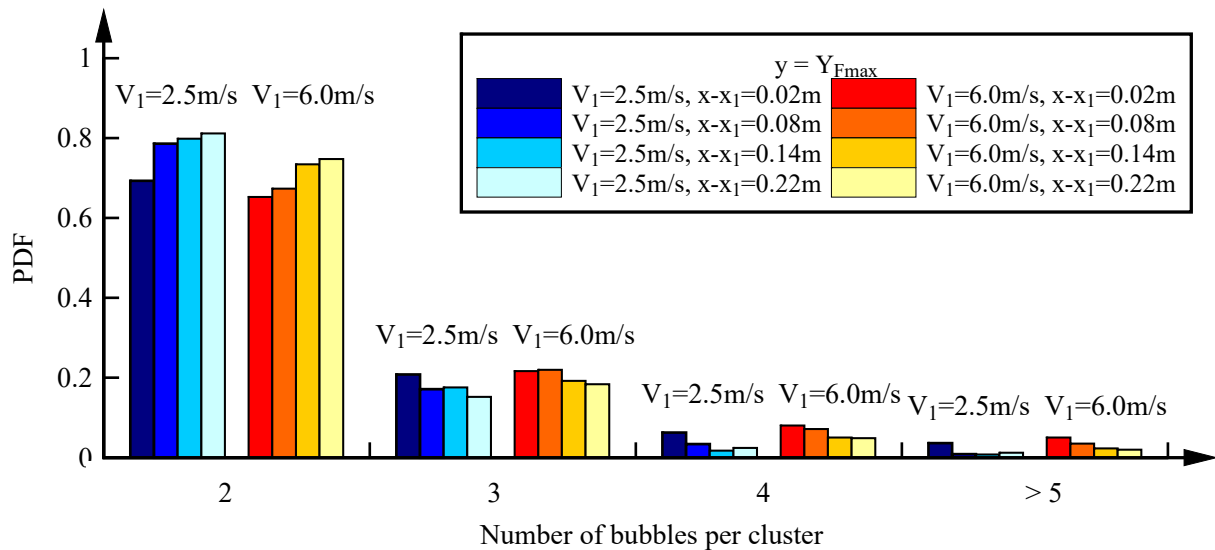 1
y = Y_Fmax
V₁=2.5m/s V₁=6.0m/s
V₁=2.5m/s, x-x₁=0.02m V₁=6.0m/s, x-x₁=0.02m
V₁=2.5m/s, x-x₁=0.08m V₁=6.0m/s, x-x₁=0.08m
0.8
V₁=2.5m/s, x-x₁=0.14m V₁=6.0m/s, x-x₁=0.14m
V₁=2.5m/s, x-x₁=0.22m V₁=6.0m/s, x-x₁=0.22m
0.6
PDF
0.4
V₁=2.5m/s V₁=6.0m/s
0.2
V₁=2.5m/s V₁=6.0m/s V₁=2.5m/s V₁=6.0m/s
0
2 3 4 > 5
Number of bubbles per cluster